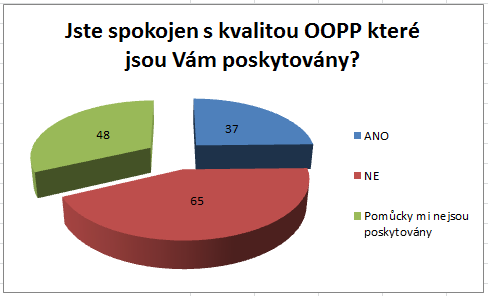 Jste spokojen s kvalitou OOPP které
jsou Vám poskytovány?
48
37
65
ANO
NE
Pomůcky mi nejsou
poskytovány